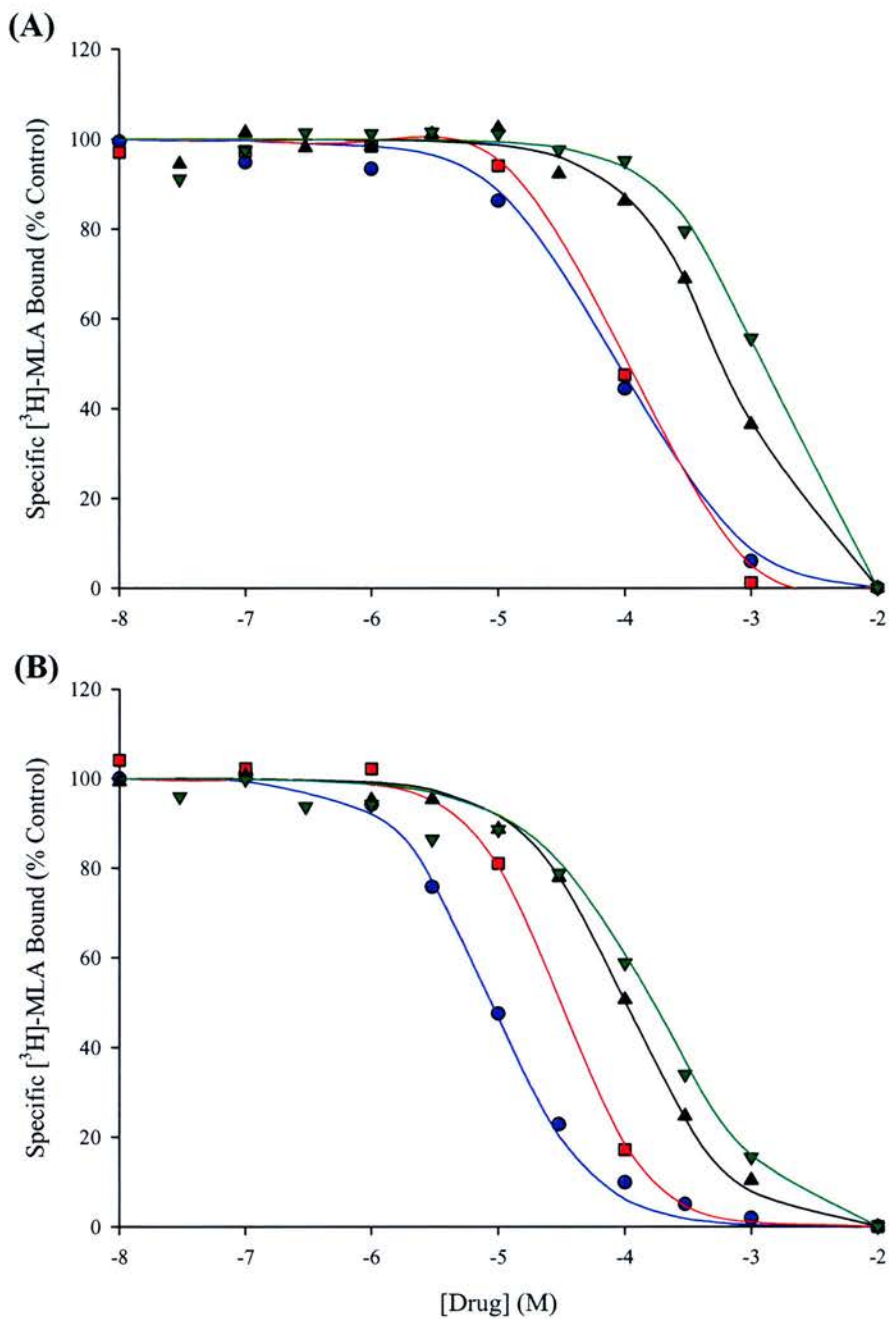 (A)
120
100
80
60
40
20
0
Specific [³H]-MLA Bound (% Control)
-8 -7 -6 -5 -4 -3 -2
(B)
120
100
80
60
40
20
0
Specific [³H]-MLA Bound (% Control)
-8 -7 -6 -5 -4 -3 -2
[Drug] (M)